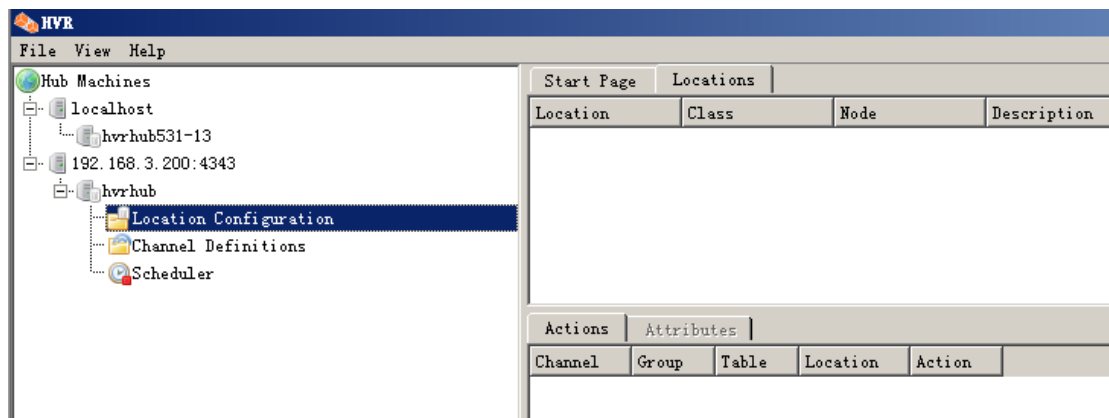 HVR
File View Help
Hub Machines
localhost
hvrhub531-13
192.168.3.200:4343
hvrhub
Location Configuration
Channel Definitions
Scheduler
Start Page Locations
Location Class Node Description
Actions Attributes
Channel Group Table Location Action